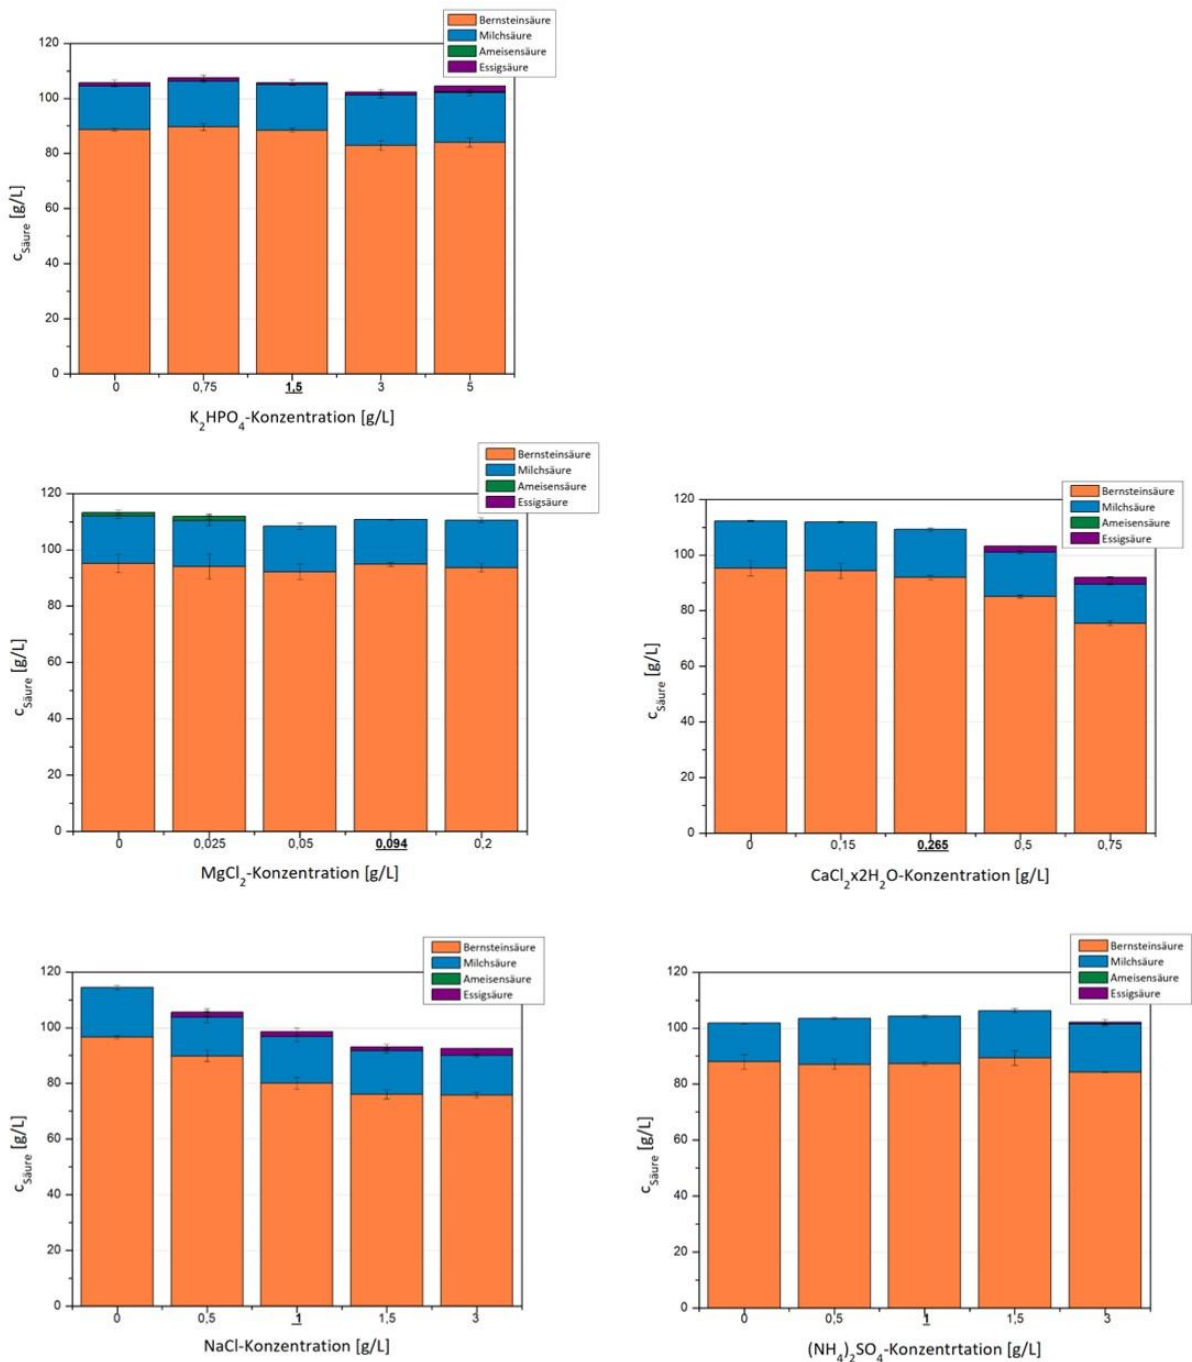 Bernsteinsäure
Milchsäure
Ameisensäure
Essigsäure
120
100
80
60
40
20
0
c_Säure [g/L]
0 0,75 1,5 3 5
K₂HPO₄-Konzentration [g/L]
Bernsteinsäure
Milchsäure
Ameisensäure
Essigsäure
120
100
80
60
40
20
0
c_Säure [g/L]
0 0,025 0,05 0,094 0,2
MgCl₂-Konzentration [g/L]
Bernsteinsäure
Milchsäure
Ameisensäure
Essigsäure
120
100
80
60
40
20
0
c_Säure [g/L]
0 0,15 0,265 0,5 0,75
CaCl₂x2H₂O-Konzentration [g/L]
Bernsteinsäure
Milchsäure
Ameisensäure
Essigsäure
120
100
80
60
40
20
0
c_Säure [g/L]
0 0,5 1 1,5 3
NaCl-Konzentration [g/L]
Bernsteinsäure
Milchsäure
Ameisensäure
Essigsäure
120
100
80
60
40
20
0
c_Säure [g/L]
0 0,5 1 1,5 3
(NH₄)₂SO₄-Konzentrtation [g/L]